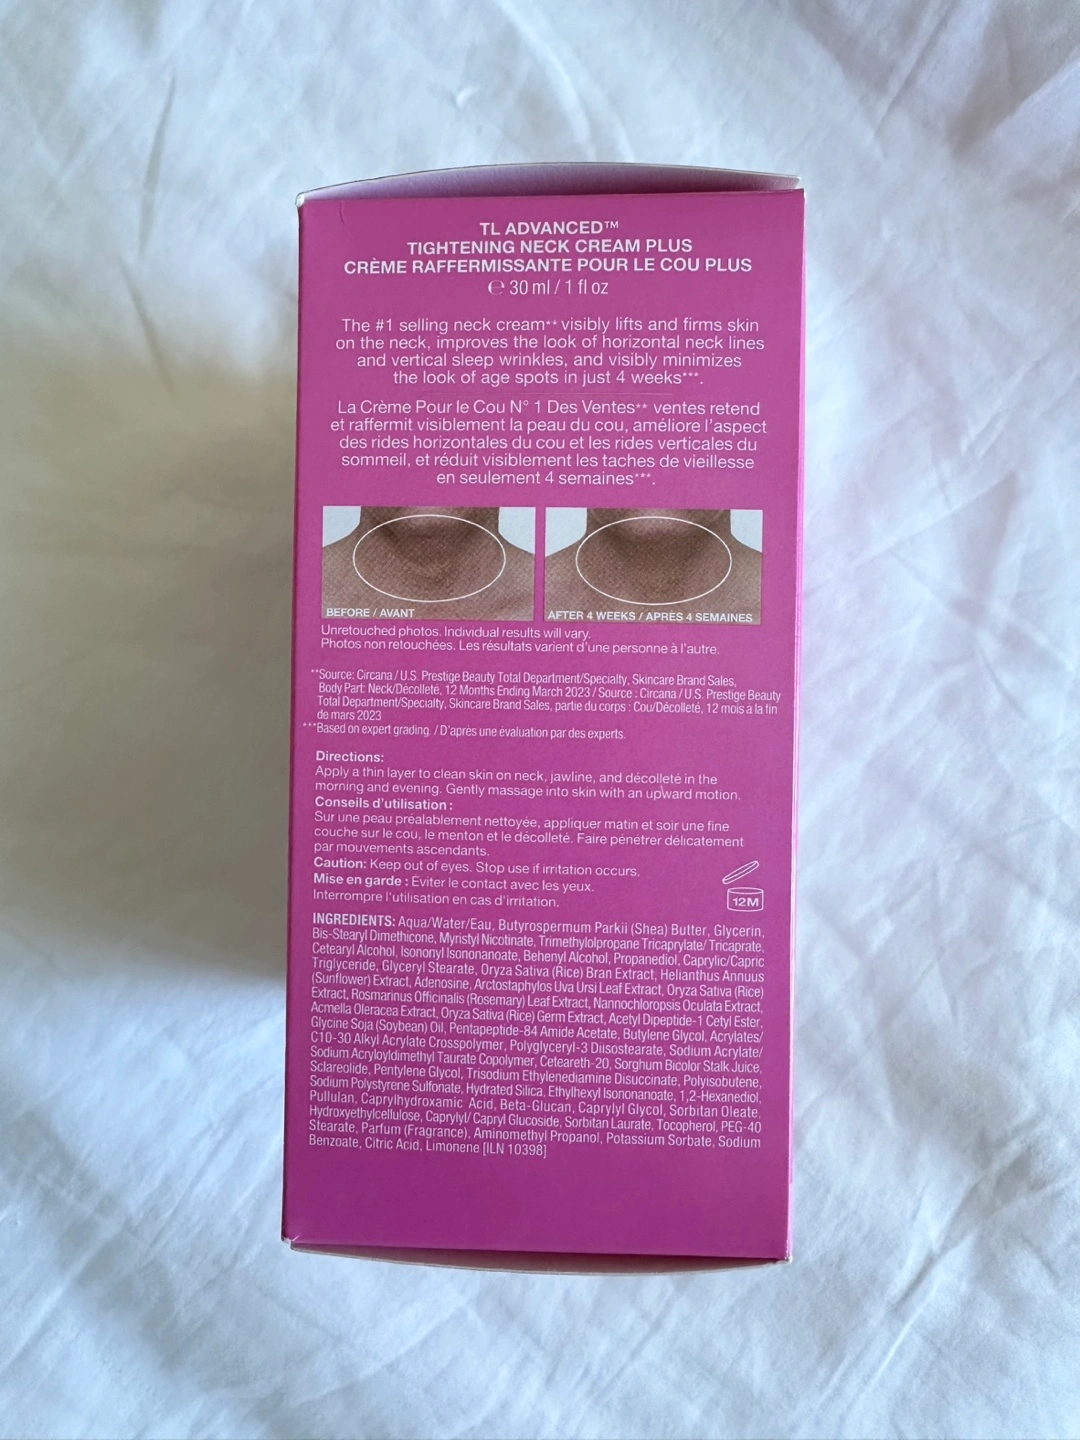 TL ADVANCED™
TIGHTENING NECK CREAM PLUS
CRÈME RAFFERMISSANTE POUR LE COU PLUS
℮ 30 ml / 1 fl oz
The #1 selling neck cream** visibly lifts and firms skin
on the neck, improves the look of horizontal neck lines
and vertical sleep wrinkles, and visibly minimizes
the look of age spots in just 4 weeks***.
La Crème Pour le Cou N° 1 Des Ventes** ventes retend
et raffermit visiblement la peau du cou, améliore l'aspect
des rides horizontales du cou et les rides verticales du
sommeil, et réduit visiblement les taches de vieillesse
en seulement 4 semaines***.
BEFORE / AVANT
AFTER 4 WEEKS / APRÈS 4 SEMAINES
Unretouched photos. Individual results will vary.
Photos non retouchées. Les résultats varient d'une personne à l'autre.
**Source: Circana / U.S. Prestige Beauty Total Department/Specialty, Skincare Brand Sales,
Body Part: Neck/Décolleté, 12 Months Ending March 2023 / Source : Circana / U.S. Prestige Beauty
Total Department/Specialty, Skincare Brand Sales, partie du corps : Cou/Décolleté, 12 mois à la fin
de mars 2023
***Based on expert grading. / D'après une évaluation par des experts.
Directions:
Apply a thin layer to clean skin on neck, jawline, and décolleté in the
morning and evening. Gently massage into skin with an upward motion.
Conseils d'utilisation :
Sur une peau préalablement nettoyée, appliquer matin et soir une fine
couche sur le cou, le menton et le décolleté. Faire pénétrer délicatement
par mouvements ascendants.
Caution: Keep out of eyes. Stop use if irritation occurs.
Mise en garde : Éviter le contact avec les yeux.
Interrompre l'utilisation en cas d'irritation.
12M
INGREDIENTS: Aqua/Water/Eau, Butyrospermum Parkii (Shea) Butter, Glycerin,
Bis-Stearyl Dimethicone, Myristyl Nicotinate, Trimethylolpropane Tricaprylate/ Tricaprate,
Cetearyl Alcohol, Isononyl Isononanoate, Behenyl Alcohol, Propanediol, Caprylic/Capric
Triglyceride, Glyceryl Stearate, Oryza Sativa (Rice) Bran Extract, Helianthus Annuus
(Sunflower) Extract, Adenosine, Arctostaphylos Uva Ursi Leaf Extract, Oryza Sativa (Rice)
Extract, Rosmarinus Officinalis (Rosemary) Leaf Extract, Nannochloropsis Oculata Extract,
Acmella Oleracea Extract, Oryza Sativa (Rice) Germ Extract, Acetyl Dipeptide-1 Cetyl Ester,
Glycine Soja (Soybean) Oil, Pentapeptide-84 Amide Acetate, Butylene Glycol, Acrylates/
C10-30 Alkyl Acrylate Crosspolymer, Polyglyceryl-3 Diisostearate, Sodium Acrylate/
Sodium Acryloyldimethyl Taurate Copolymer, Ceteareth-20, Sorghum Bicolor Stalk Juice,
Sclareolide, Pentylene Glycol, Trisodium Ethylenediamine Disuccinate, Polyisobutene,
Sodium Polystyrene Sulfonate, Hydrated Silica, Ethylhexyl Isononanoate, 1,2-Hexanediol,
Pullulan, Caprylhydroxamic Acid, Beta-Glucan, Caprylyl Glycol, Sorbitan Oleate,
Hydroxyethylcellulose, Caprylyl/ Capryl Glucoside, Sorbitan Laurate, Tocopherol, PEG-40
Stearate, Parfum (Fragrance), Aminomethyl Propanol, Potassium Sorbate, Sodium
Benzoate, Citric Acid, Limonene [ILN 10398]